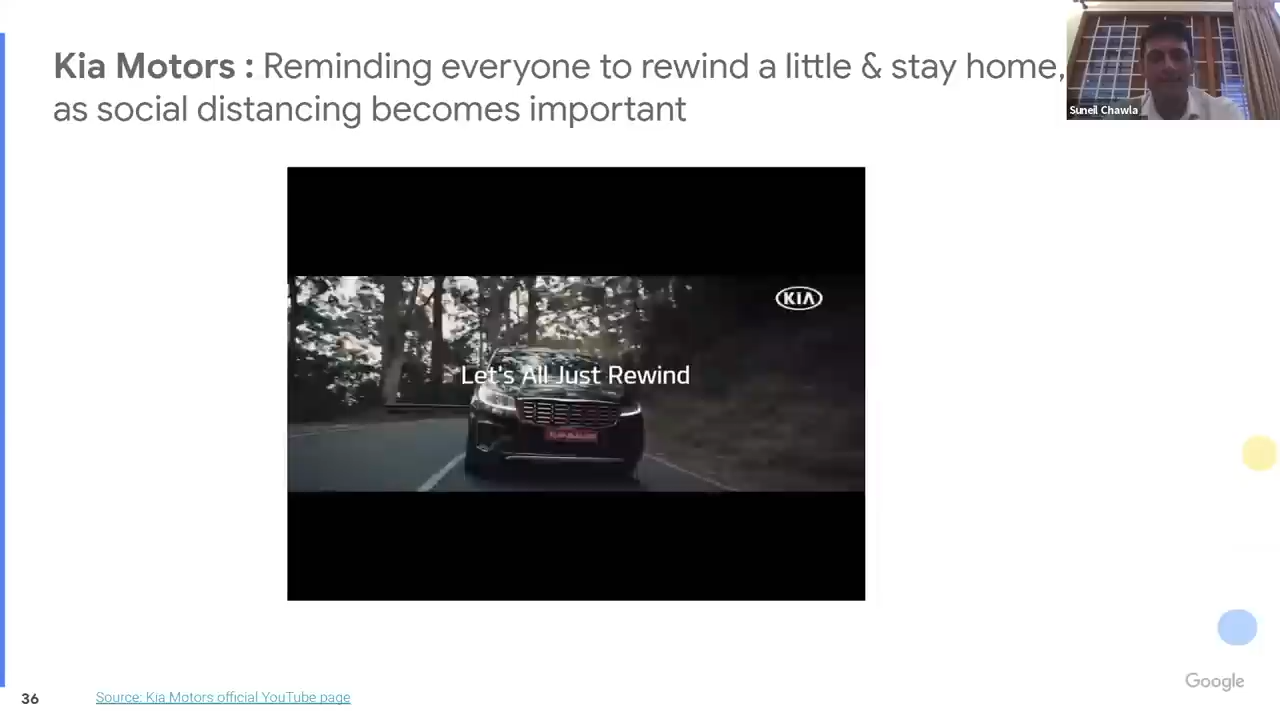 Kia Motors : Reminding everyone to rewind a little & stay home,
as social distancing becomes important
Suneil Chawla
KIA
Let's All Just Rewind
Google
36
Source: Kia Motors official YouTube page